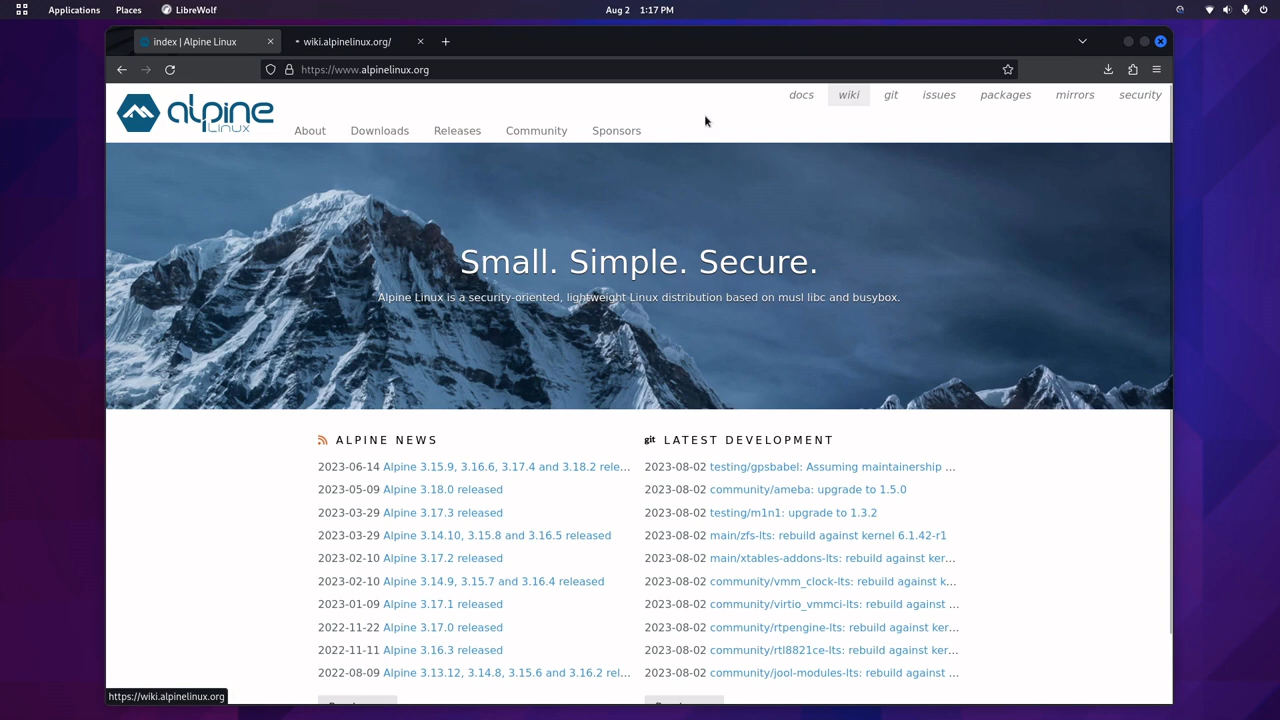 Applications Places LibreWolf Aug 2 1:17 PM
index | Alpine Linux wiki.alpinelinux.org/
https://www.alpinelinux.org
docs wiki git issues packages mirrors security
alpine Linux
About Downloads Releases Community Sponsors
Small. Simple. Secure.
Alpine Linux is a security-oriented, lightweight Linux distribution based on musl libc and busybox.
ALPINE NEWS
2023-06-14 Alpine 3.15.9, 3.16.6, 3.17.4 and 3.18.2 rele...
2023-05-09 Alpine 3.18.0 released
2023-03-29 Alpine 3.17.3 released
2023-03-29 Alpine 3.14.10, 3.15.8 and 3.16.5 released
2023-02-10 Alpine 3.17.2 released
2023-02-10 Alpine 3.14.9, 3.15.7 and 3.16.4 released
2023-01-09 Alpine 3.17.1 released
2022-11-22 Alpine 3.17.0 released
2022-11-11 Alpine 3.16.3 released
2022-08-09 Alpine 3.13.12, 3.14.8, 3.15.6 and 3.16.2 rel...
git LATEST DEVELOPMENT
2023-08-02 testing/gpsbabel: Assuming maintainership ...
2023-08-02 community/ameba: upgrade to 1.5.0
2023-08-02 testing/m1n1: upgrade to 1.3.2
2023-08-02 main/zfs-lts: rebuild against kernel 6.1.42-r1
2023-08-02 main/xtables-addons-lts: rebuild against ker...
2023-08-02 community/vmm_clock-lts: rebuild against k...
2023-08-02 community/virtio_vmmci-lts: rebuild against ...
2023-08-02 community/rtpengine-lts: rebuild against ker...
2023-08-02 community/rtl8821ce-lts: rebuild against ker...
2023-08-02 community/jool-modules-lts: rebuild against ...
https://wiki.alpinelinux.org